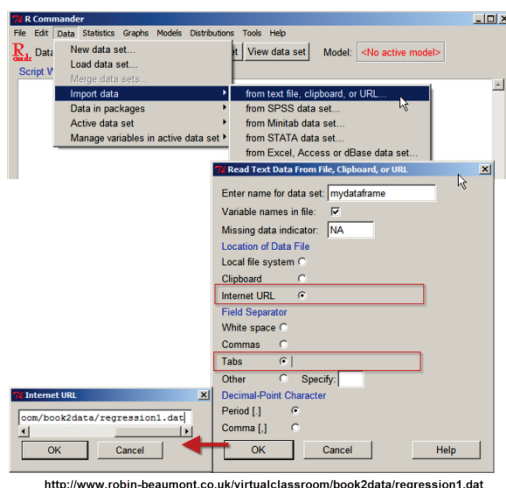 R Commander
File Edit Data Statistics Graphs Models Distributions Tools Help
R
cmdr
Data
New data set...
View data set
Model: <No active model>
Load data set...
Script
Merge data sets...
Import data
from text file, clipboard, or URL...
Data in packages
from SPSS data set...
Active data set
from Minitab data set...
Manage variables in active data set
from STATA data set...
from Excel, Access or dBase data set...
Read Text Data From File, Clipboard, or URL
Enter name for data set: mydataframe
Variable names in file:
Missing data indicator: NA
Location of Data File
Local file system
Clipboard
Internet URL
Field Separator
White space
Commas
Tabs
Other Specify:
Decimal-Point Character
Period [.]
Comma [,]
OK Cancel Help
Internet URL
com/book2data/regression1.dat
OK Cancel
http://www.robin-beaumont.co.uk/virtualclassroom/book2data/regression1.dat